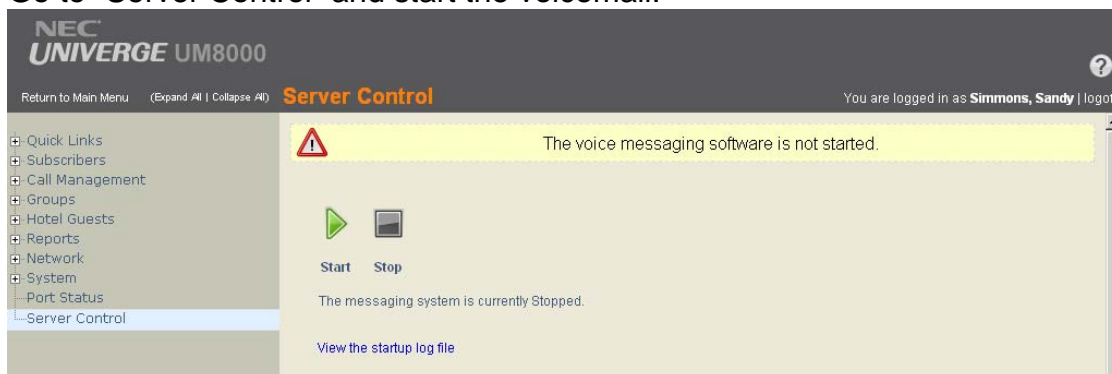 Go to "Server Control" and start the voicemail.
NEC
UNIVERGE UM8000
Return to Main Menu (Expand All | Collapse All) Server Control You are logged in as Simmons, Sandy |
Quick Links
Subscribers
Call Management
Groups
Hotel Guests
Reports
Network
System
Port Status
Server Control
The voice messaging software is not started.
Start Stop
The messaging system is currently Stopped.
View the startup log file